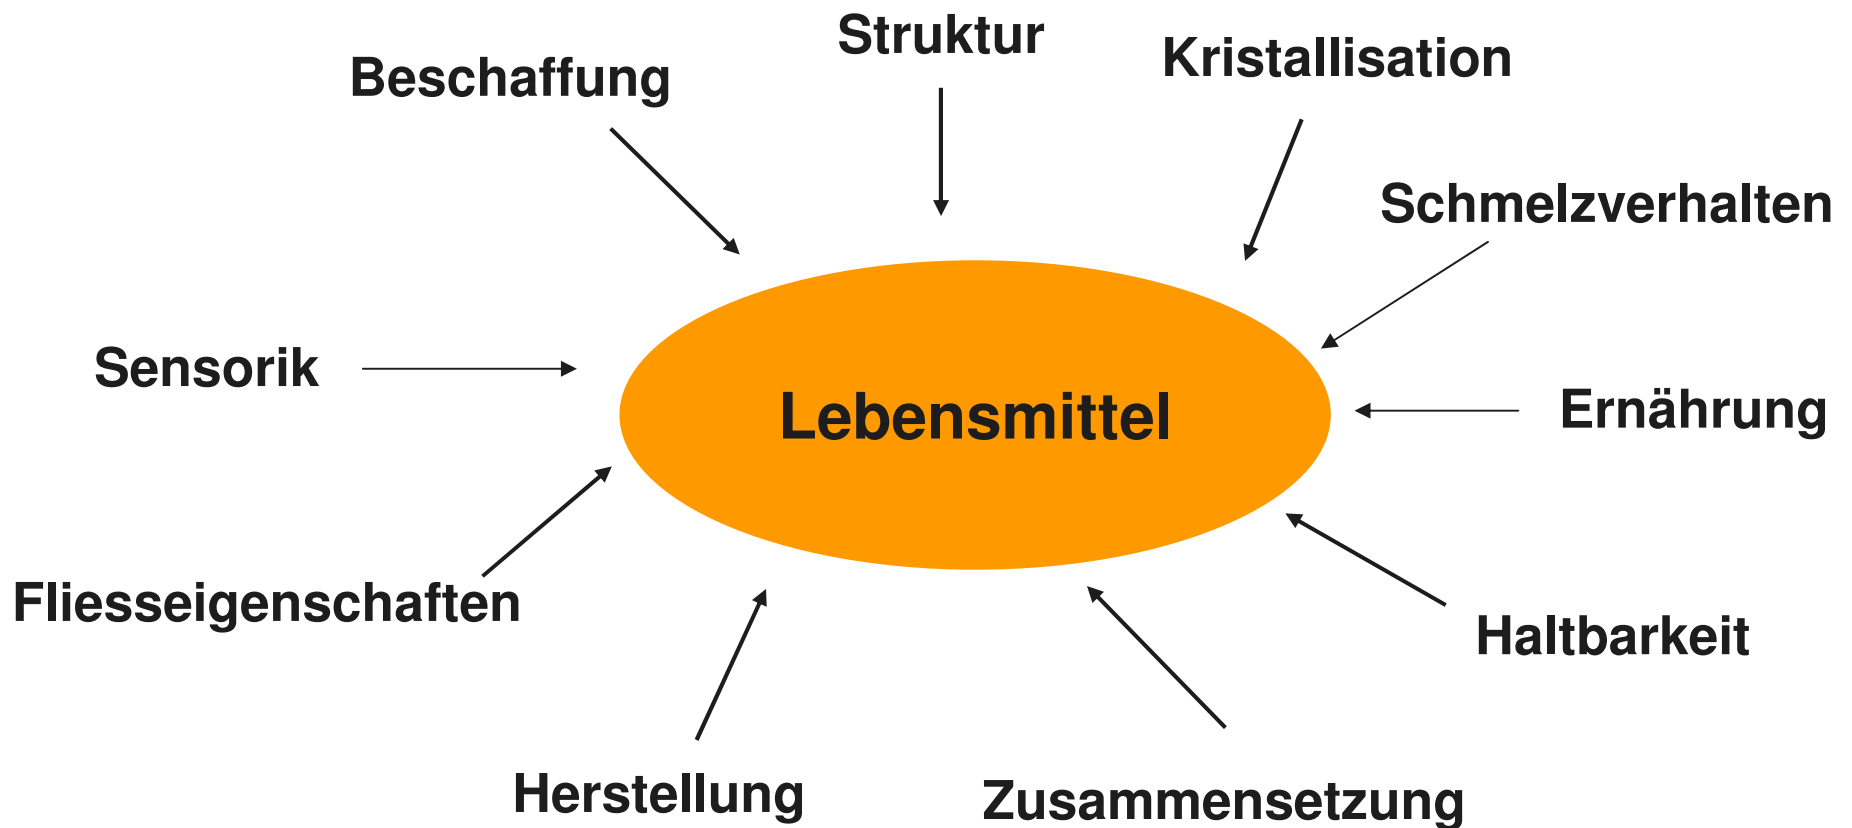 Struktur
Kristallisation
Beschaffung
Schmelzverhalten
Sensorik
Lebensmittel
Ernährung
Fliesseigenschaften
Haltbarkeit
Herstellung
Zusammensetzung